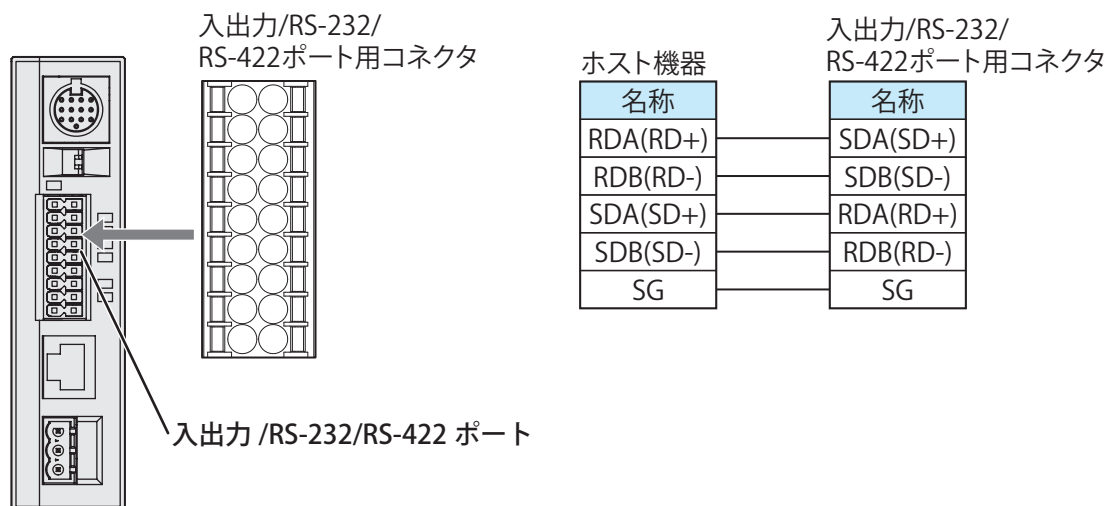 入出力/RS-232/
RS-422ポート用コネクタ
入出力 /RS-232/RS-422 ポート
ホスト機器
名称
RDA(RD+)
RDB(RD-)
SDA(SD+)
SDB(SD-)
SG
入出力/RS-232/
RS-422ポート用コネクタ
名称
SDA(SD+)
SDB(SD-)
RDA(RD+)
RDB(RD-)
SG